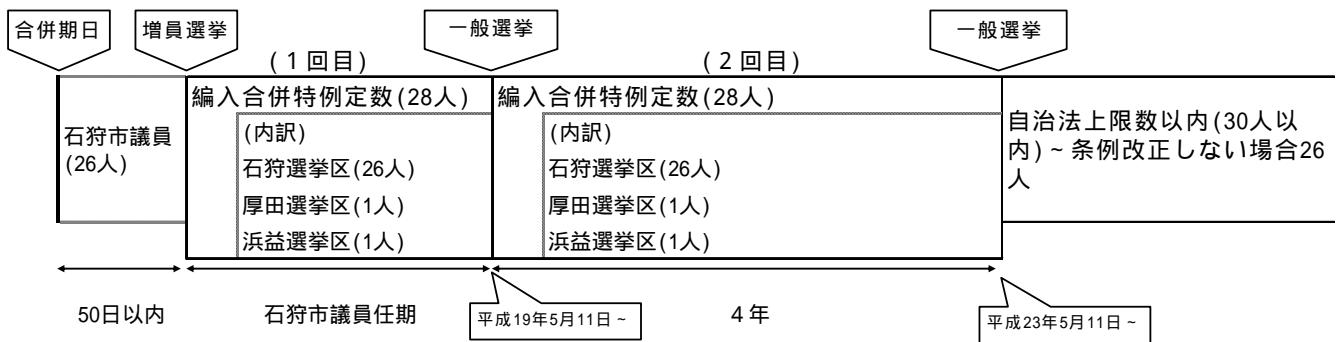 合併期日
増員選挙
一般選挙
一般選挙
(1回目)
(2回目)
石狩市議員
(26人)
編入合併特例定数(28人)
(内訳)
石狩選挙区(26人)
厚田選挙区(1人)
浜益選挙区(1人)
編入合併特例定数(28人)
(内訳)
石狩選挙区(26人)
厚田選挙区(1人)
浜益選挙区(1人)
自治法上限数以内(30人以
内)~条例改正しない場合26
人
50日以内
石狩市議員任期
平成19年5月11日~
4年
平成23年5月11日~